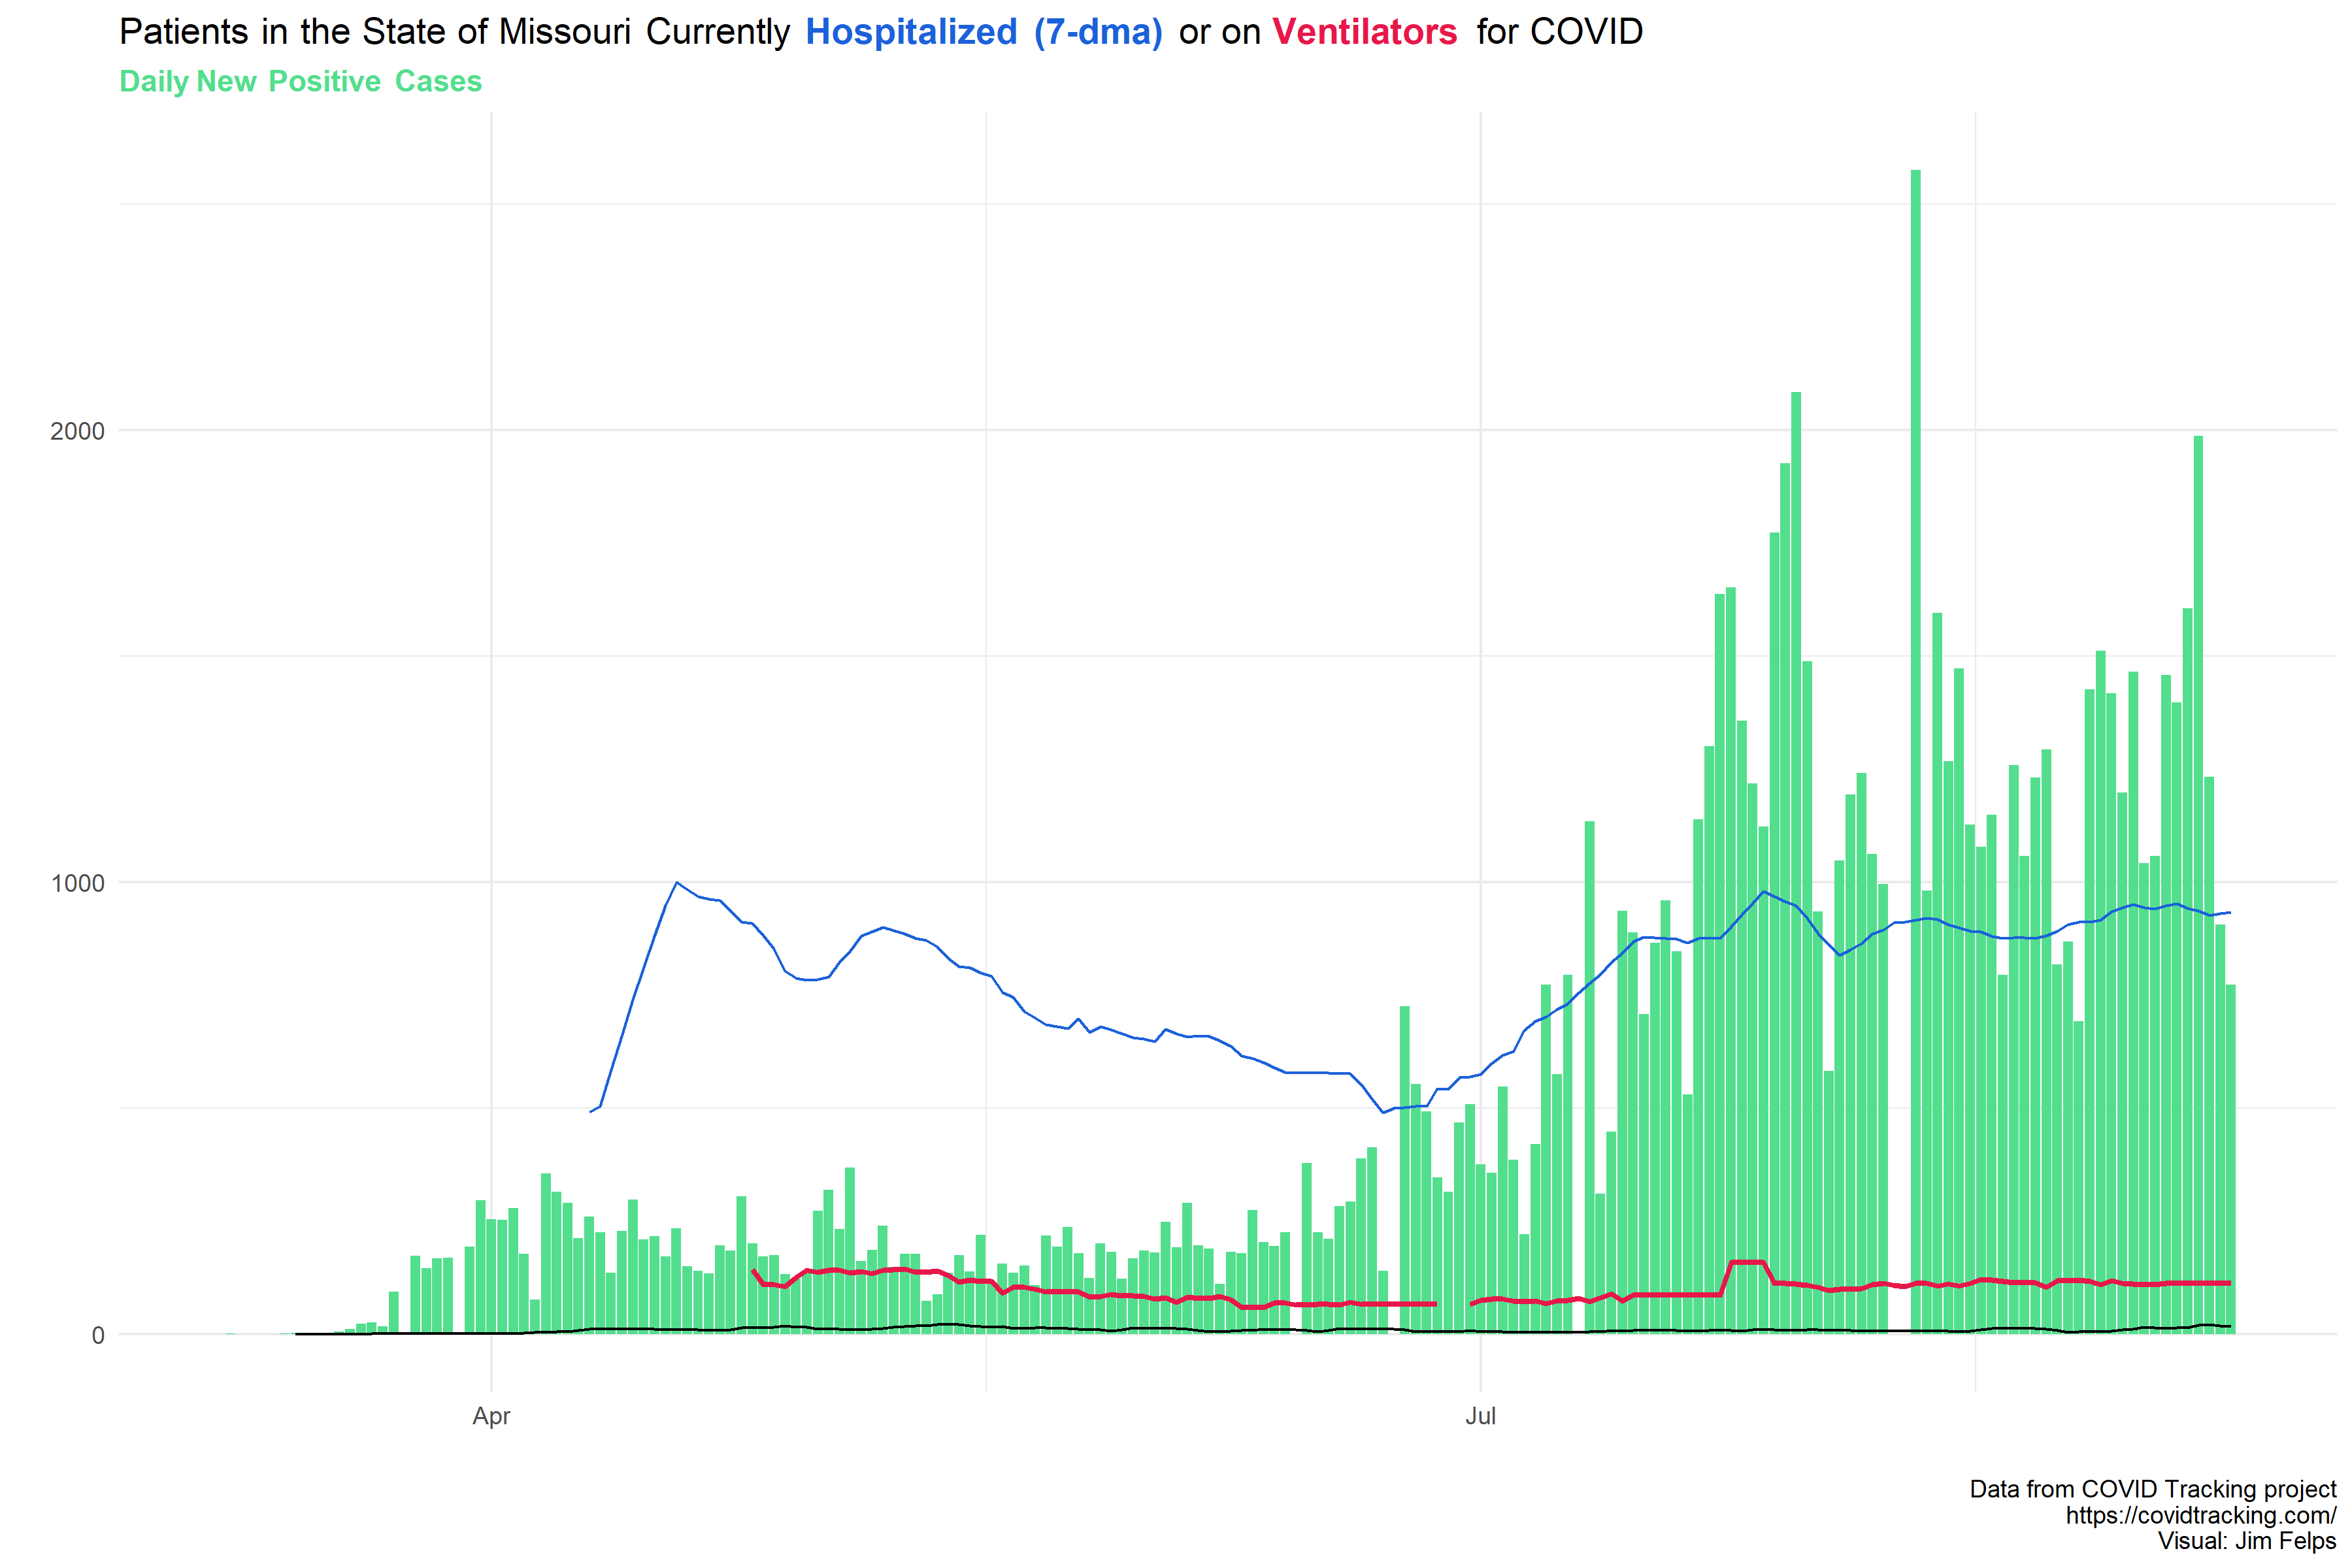 Patients in the State of Missouri Currently Hospitalized (7-dma) or on Ventilators for COVID
Daily New Positive Cases
2000
1000
0
Apr
Jul
Data from COVID Tracking project
https://covidtracking.com/
Visual: Jim Felps